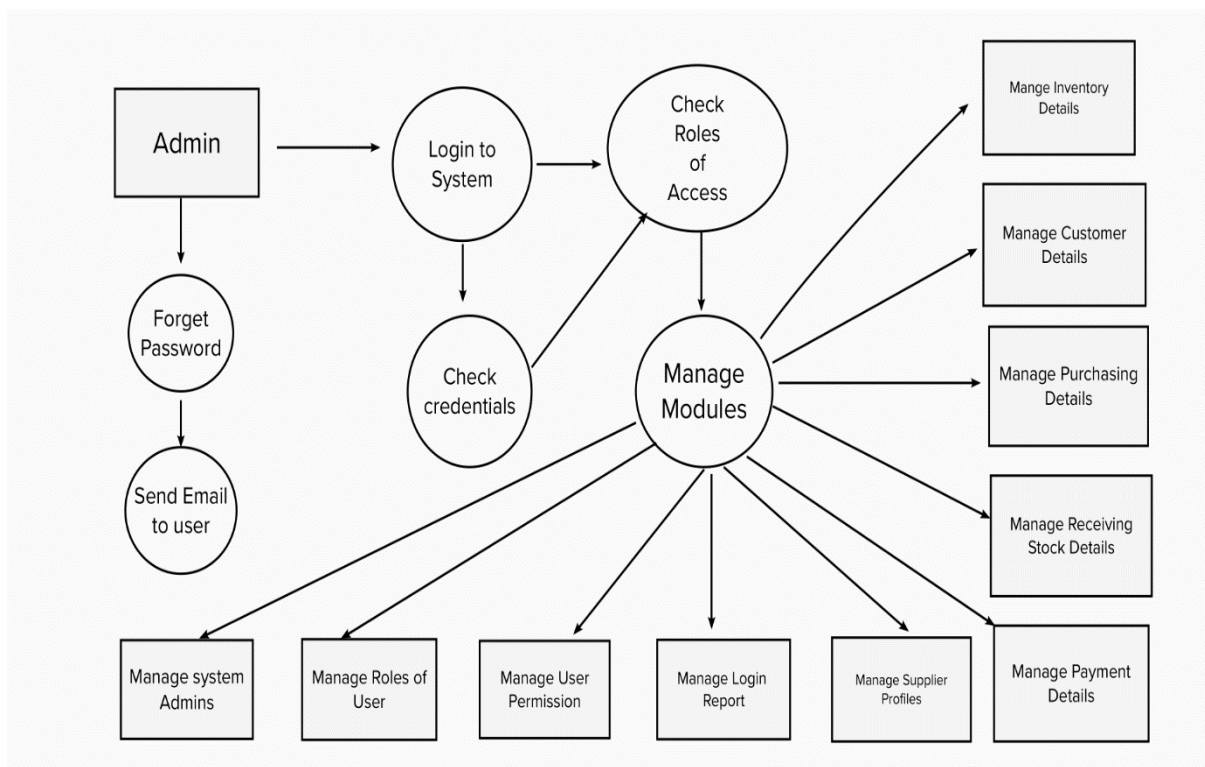 Admin
Login to
System
Check
Roles
of
Access
Mange Inventory
Details
Manage Customer
Details
Forget
Password
Check
credentials
Manage
Modules
Manage Purchasing
Details
Send Email
to user
Manage Receiving
Stock Details
Manage system
Admins
Manage Roles of
User
Manage User
Permission
Manage Login
Report
Manage Supplier
Profiles
Manage Payment
Details